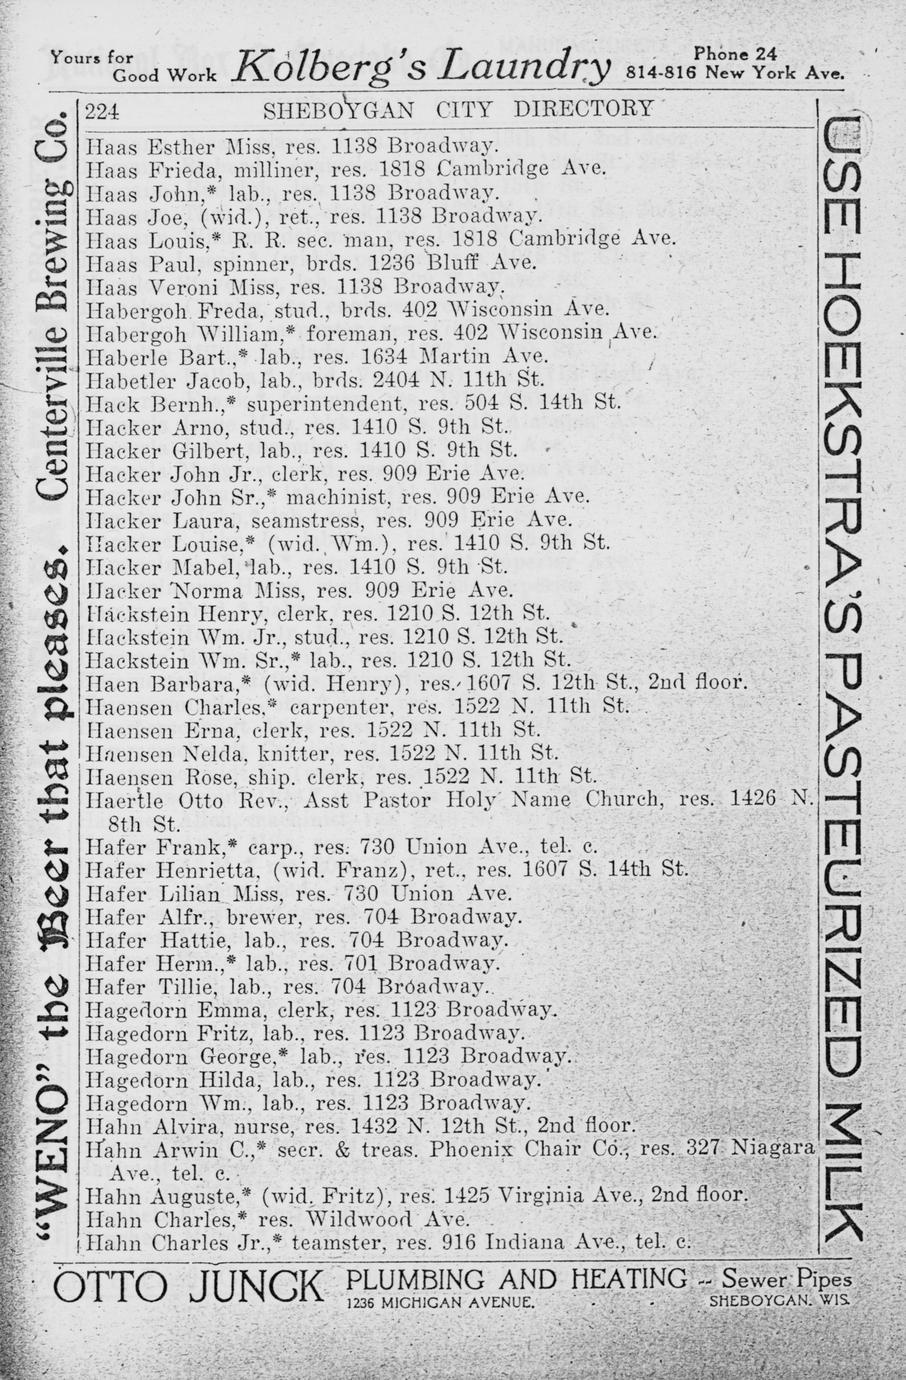 Yours for
Good Work
Kolberg's Laundry
Phone 24
814-816 New York Ave.
224 SHEBOYGAN CITY DIRECTORY
Haas Esther Miss, res. 1138 Broadway.
Haas Frieda, milliner, res. 1818 Cambridge Ave.
Haas John,* lab., res. 1138 Broadway.
Haas Joe, (wid.), ret., res. 1138 Broadway.
Haas Louis,* R. R. sec. man, res. 1818 Cambridge Ave.
Haas Paul, spinner, brds. 1236 Bluff Ave.
Haas Veroni Miss, res. 1138 Broadway.
Habergoh Freda, stud., brds. 402 Wisconsin Ave.
Habergoh William,* foreman, res. 402 Wisconsin Ave.
Haberle Bart.,* lab., res. 1634 Martin Ave.
Habetler Jacob, lab., brds. 2404 N. 11th St.
Hack Bernh.,* superintendent, res. 504 S. 14th St.
Hacker Arno, stud., res. 1410 S. 9th St.
Hacker Gilbert, lab., res. 1410 S. 9th St.
Hacker John Jr., clerk, res. 909 Erie Ave.
Hacker John Sr.,* machinist, res. 909 Erie Ave.
Hacker Laura, seamstress, res. 909 Erie Ave.
Hacker Louise,* (wid. Wm.), res. 1410 S. 9th St.
Hacker Mabel, lab., res. 1410 S. 9th St.
Hacker Norma Miss, res. 909 Erie Ave.
Hackstein Henry, clerk, res. 1210 S. 12th St.
Hackstein Wm. Jr., stud., res. 1210 S. 12th St.
Hackstein Wm. Sr.,* lab., res. 1210 S. 12th St.
Haen Barbara,* (wid. Henry), res. 1607 S. 12th St., 2nd floor.
Haensen Charles,* carpenter, res. 1522 N. 11th St.
Haensen Erna, clerk, res. 1522 N. 11th St.
Haensen Nelda, knitter, res. 1522 N. 11th St.
Haensen Rose, ship. clerk, res. 1522 N. 11th St.
Haertle Otto Rev., Asst Pastor Holy Name Church, res. 1426 N.
8th St.
Hafer Frank,* carp., res. 730 Union Ave., tel. c.
Hafer Henrietta, (wid. Franz), ret., res. 1607 S. 14th St.
Hafer Lilian Miss, res. 730 Union Ave.
Hafer Alfr., brewer, res. 704 Broadway.
Hafer Hattie, lab., res. 704 Broadway.
Hafer Herm.,* lab., res. 701 Broadway.
Hafer Tillie, lab., res. 704 Broadway.
Hagedorn Emma, clerk, res. 1123 Broadway.
Hagedorn Fritz, lab., res. 1123 Broadway.
Hagedorn George,* lab., res. 1123 Broadway.
Hagedorn Hilda, lab., res. 1123 Broadway.
Hagedorn Wm., lab., res. 1123 Broadway.
Hahn Alvira, nurse, res. 1432 N. 12th St., 2nd floor.
Hahn Arwin C.,* secr. & treas. Phoenix Chair Co., res. 327 Niagara
Ave., tel. c.
Hahn Auguste,* (wid. Fritz), res. 1425 Virginia Ave., 2nd floor.
Hahn Charles,* res. Wildwood Ave.
Hahn Charles Jr.,* teamster, res. 916 Indiana Ave., tel. c.
"WENO" the Beer that pleases. Centerville Brewing Co.
USE HOEKSTRA'S PASTEURIZED MILK
OTTO JUNCK PLUMBING AND HEATING -- Sewer Pipes
1236 MICHIGAN AVENUE. SHEBOYGAN, WIS.